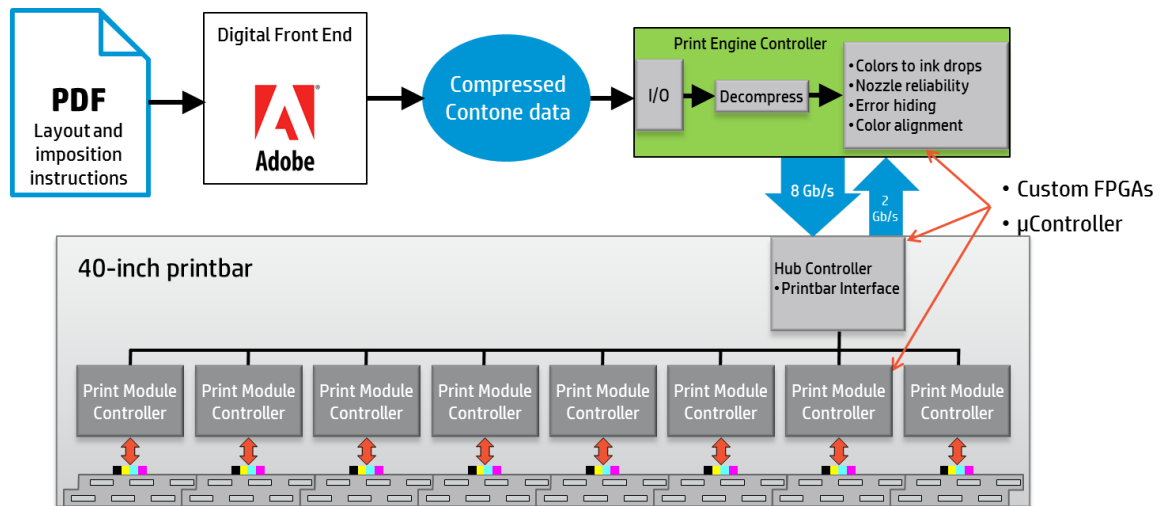 PDF
Layout and
imposition
instructions
Digital Front End
Adobe
Compressed
Contone data
Print Engine Controller
I/O
Decompress
•Colors to ink drops
•Nozzle reliability
•Error hiding
•Color alignment
8 Gb/s
2
Gb/s
• Custom FPGAs
• µController
40-inch printbar
Hub Controller
•Printbar Interface
Print Module
Controller
Print Module
Controller
Print Module
Controller
Print Module
Controller
Print Module
Controller
Print Module
Controller
Print Module
Controller
Print Module
Controller